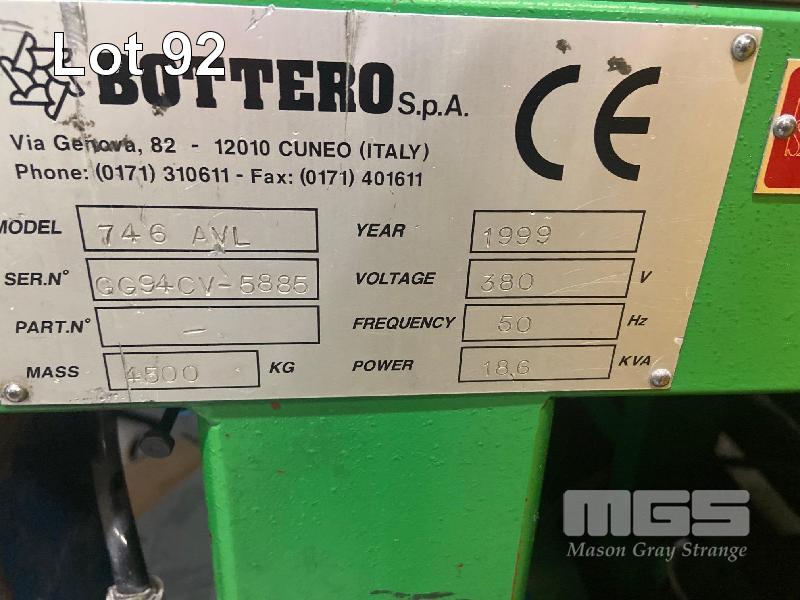 Lot 92
BOTTERO S.p.A.
CE
Via Genova, 82 - 12010 CUNEO (ITALY)
Phone: (0171) 310611 - Fax: (0171) 401611
MODEL 746 AVL YEAR 1999
SER.N° GG94CV-5885 VOLTAGE 380 V
PART.N° - FREQUENCY 50 Hz
MASS 4500 KG POWER 18.6 KVA
MGS
Mason Gray Strange